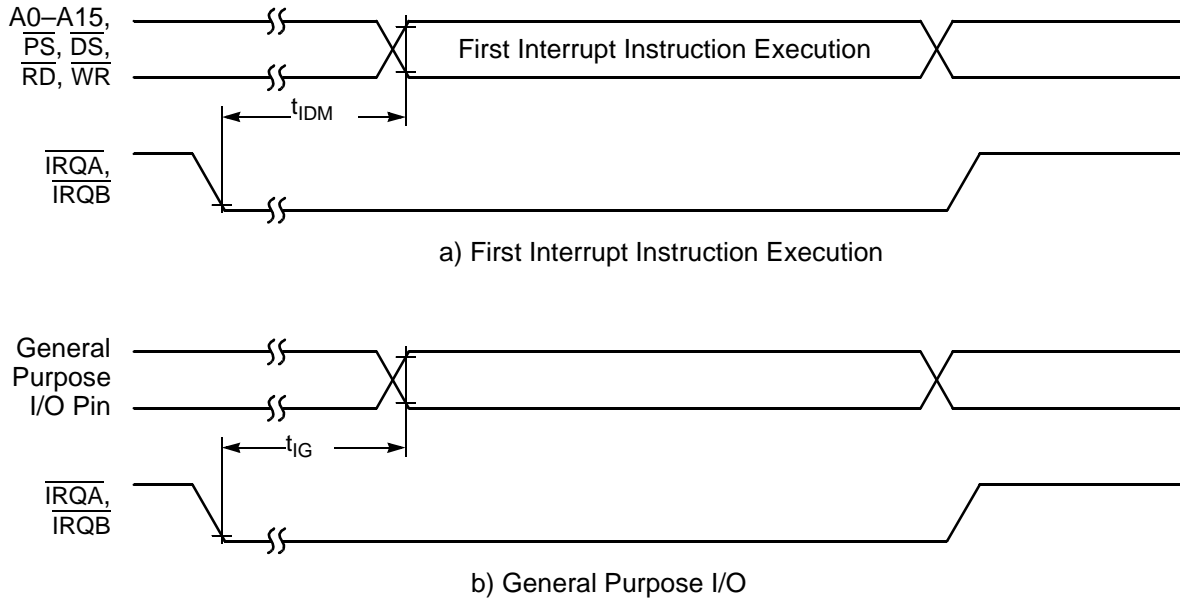 A0–A15,
PS, DS,
RD, WR
First Interrupt Instruction Execution
tIDM
IRQA,
IRQB
a) First Interrupt Instruction Execution
General
Purpose
I/O Pin
tIG
IRQA,
IRQB
b) General Purpose I/O